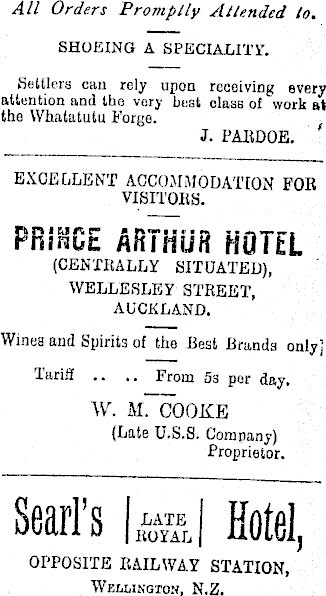 All Orders Promptly Attended to.
SHOEING A SPECIALITY.
Settlers can rely upon receiving every
attention and the very best class of work at
the Whatatutu Forge.
J. PARDOE.
EXCELLENT ACCOMMODATION FOR
VISITORS.
PRINCE ARTHUR HOTEL
(CENTRALLY SITUATED),
WELLESLEY STREET,
AUCKLAND.
Wines and Spirits of the Best Brands only;
Tariff .. .. From 5s per day.
W. M. COOKE
(Late U.S.S. Company)
Proprietor.
Searl's | LATE ROYAL | Hotel,
OPPOSITE RAILWAY STATION,
WELLINGTON, N.Z.